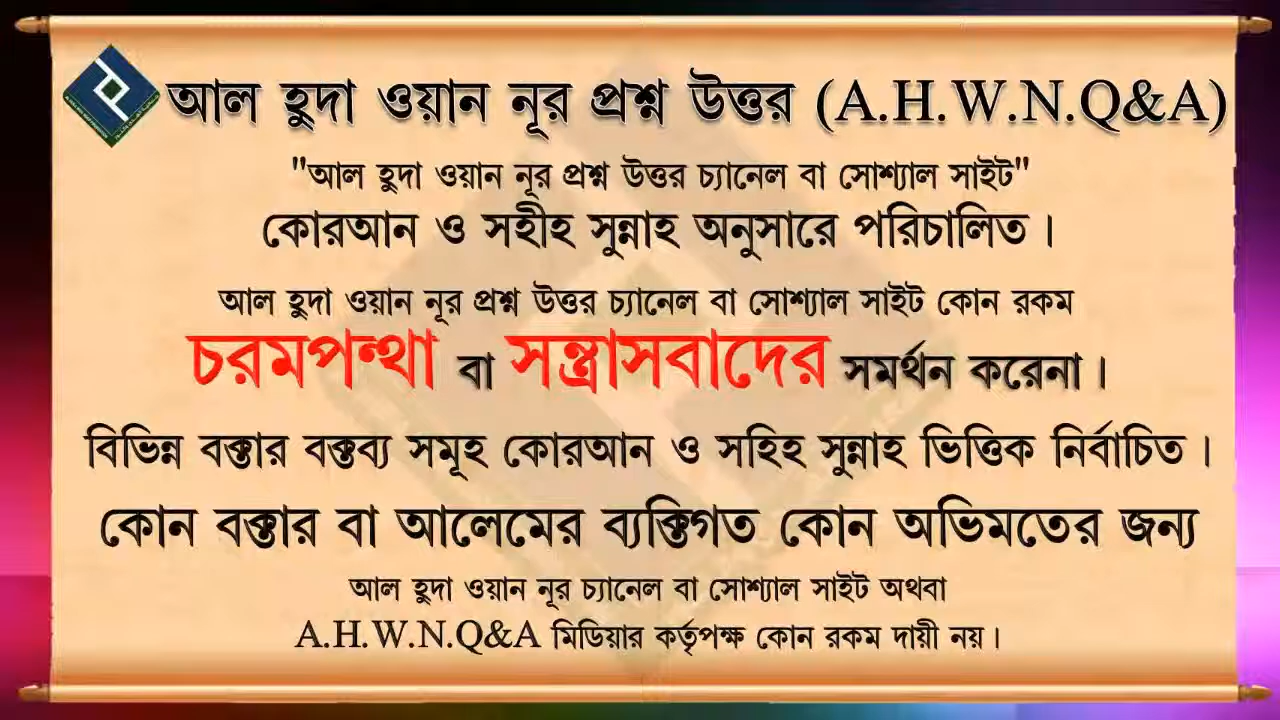 আল হুদা ওয়ান নূর প্রশ্ন উত্তর (A.H.W.N.Q&A)
"আল হুদা ওয়ান নূর প্রশ্ন উত্তর চ্যানেল বা সোশ্যাল সাইট"
কোরআন ও সহীহ সুন্নাহ অনুসারে পরিচালিত।
আল হুদা ওয়ান নূর প্রশ্ন উত্তর চ্যানেল বা সোশ্যাল সাইট কোন রকম
চরমপন্থা বা সন্ত্রাসবাদের সমর্থন করেনা।
বিভিন্ন বক্তার বক্তব্য সমূহ কোরআন ও সহিহ সুন্নাহ ভিত্তিক নির্বাচিত।
কোন বক্তার বা আলেমের ব্যক্তিগত কোন অভিমতের জন্য
আল হুদা ওয়ান নূর চ্যানেল বা সোশ্যাল সাইট অথবা
A.H.W.N.Q&A মিডিয়ার কর্তৃপক্ষ কোন রকম দায়ী নয়।